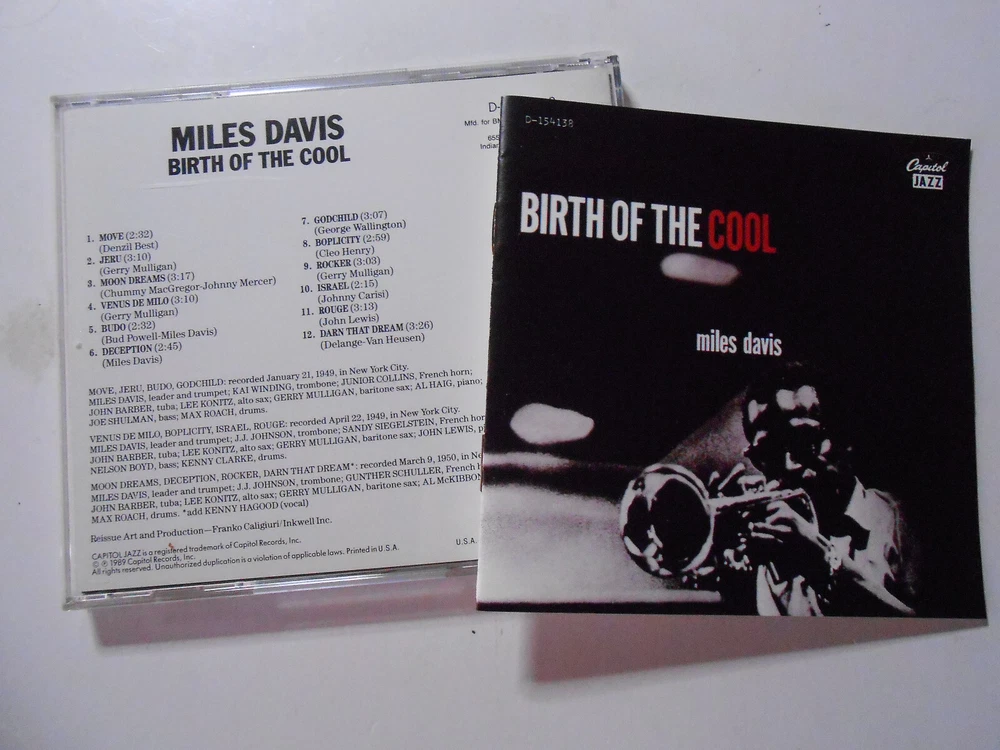 MILES DAVIS
BIRTH OF THE COOL
D-
Mfd. for BM
655
Indian
1. MOVE (2:32)
(Denzil Best)
2. JERU (3:10)
(Gerry Mulligan)
3. MOON DREAMS (3:17)
(Chummy MacGregor-Johnny Mercer)
4. VENUS DE MILO (3:10)
(Gerry Mulligan)
5. BUDO (2:32)
(Bud Powell-Miles Davis)
6. DECEPTION (2:45)
(Miles Davis)
7. GODCHILD (3:07)
(George Wallington)
8. BOPLICITY (2:59)
(Cleo Henry)
9. ROCKER (3:03)
(Gerry Mulligan)
10. ISRAEL (2:15)
(Johnny Carisi)
11. ROUGE (3:13)
(John Lewis)
12. DARN THAT DREAM (3:26)
(Delange-Van Heusen)
MOVE, JERU, BUDO, GODCHILD: recorded January 21, 1949, in New York City.
MILES DAVIS, leader and trumpet; KAI WINDING, trombone; JUNIOR COLLINS, French horn;
JOHN BARBER, tuba; LEE KONITZ, alto sax; GERRY MULLIGAN, baritone sax; AL HAIG, piano;
JOE SHULMAN, bass; MAX ROACH, drums.
VENUS DE MILO, BOPLICITY, ISRAEL, ROUGE: recorded April 22, 1949, in New York City.
MILES DAVIS, leader and trumpet; J.J. JOHNSON, trombone; SANDY SIEGELSTEIN, French hor
JOHN BARBER, tuba; LEE KONITZ, alto sax; GERRY MULLIGAN, baritone sax; JOHN LEWIS, p
NELSON BOYD, bass; KENNY CLARKE, drums.
MOON DREAMS, DECEPTION, ROCKER, DARN THAT DREAM*: recorded March 9, 1950, in Ne
MILES DAVIS, leader and trumpet; J.J. JOHNSON, trombone; GUNTHER SCHULLER, French h
JOHN BARBER, tuba; LEE KONITZ, alto sax; GERRY MULLIGAN, baritone sax; AL McKIBBON
MAX ROACH, drums. *add KENNY HAGOOD (vocal)
Reissue Art and Production—Franko Caligiuri/Inkwell Inc.
CAPITOL JAZZ is a registered trademark of Capitol Records, Inc.
© ℗ 1989 Capitol Records, Inc.
All rights reserved. Unauthorized duplication is a violation of applicable laws. Printed in U.S.A.
U.S.A.
D-154138
Capitol
JAZZ
BIRTH OF THE COOL
miles davis